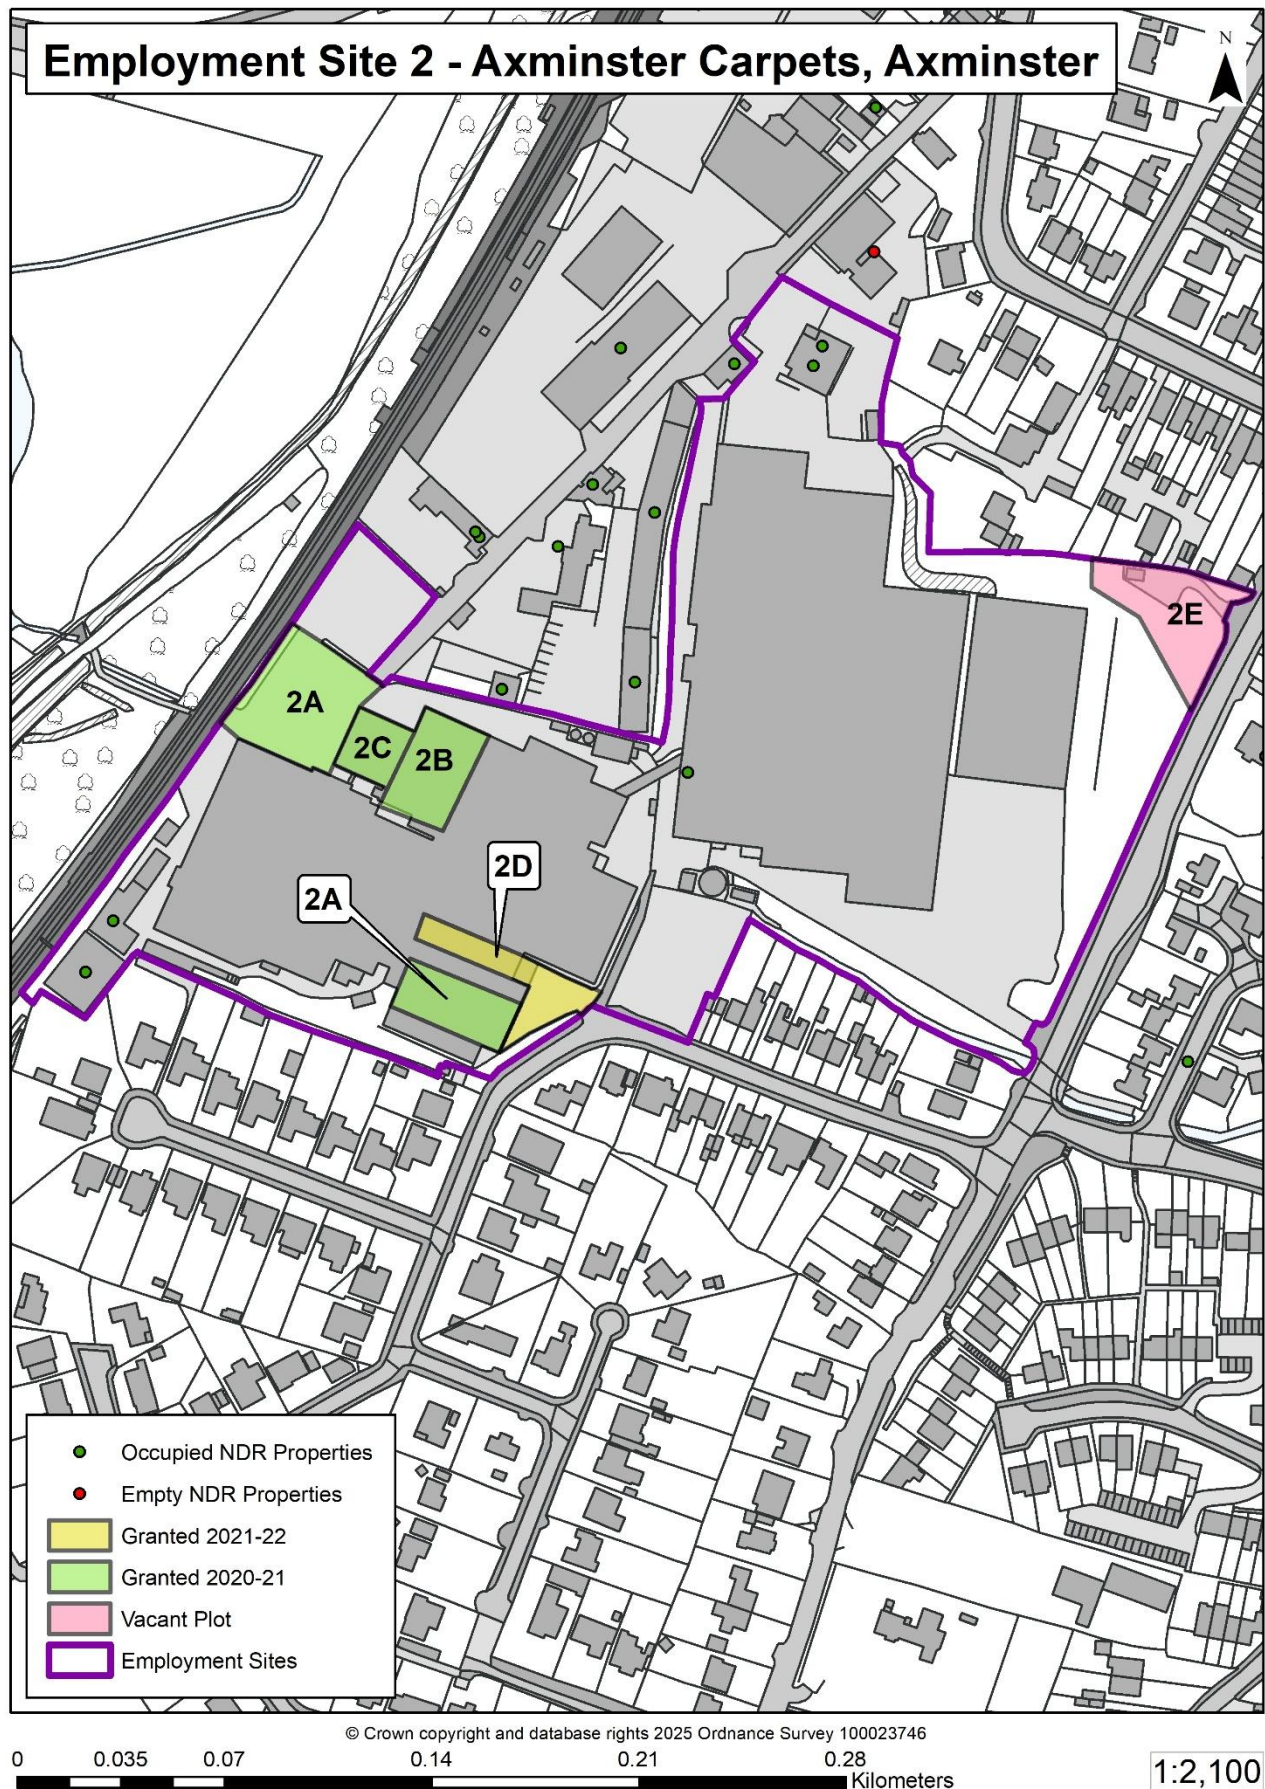 Employment Site 2 - Axminster Carpets, Axminster
N
2E
2A
2C
2B
2D
2A
Occupied NDR Properties
Empty NDR Properties
Granted 2021-22
Granted 2020-21
Vacant Plot
Employment Sites
© Crown copyright and database rights 2025 Ordnance Survey 100023746
0 0.035 0.07 0.14 0.21 0.28
Kilometers
1:2,100